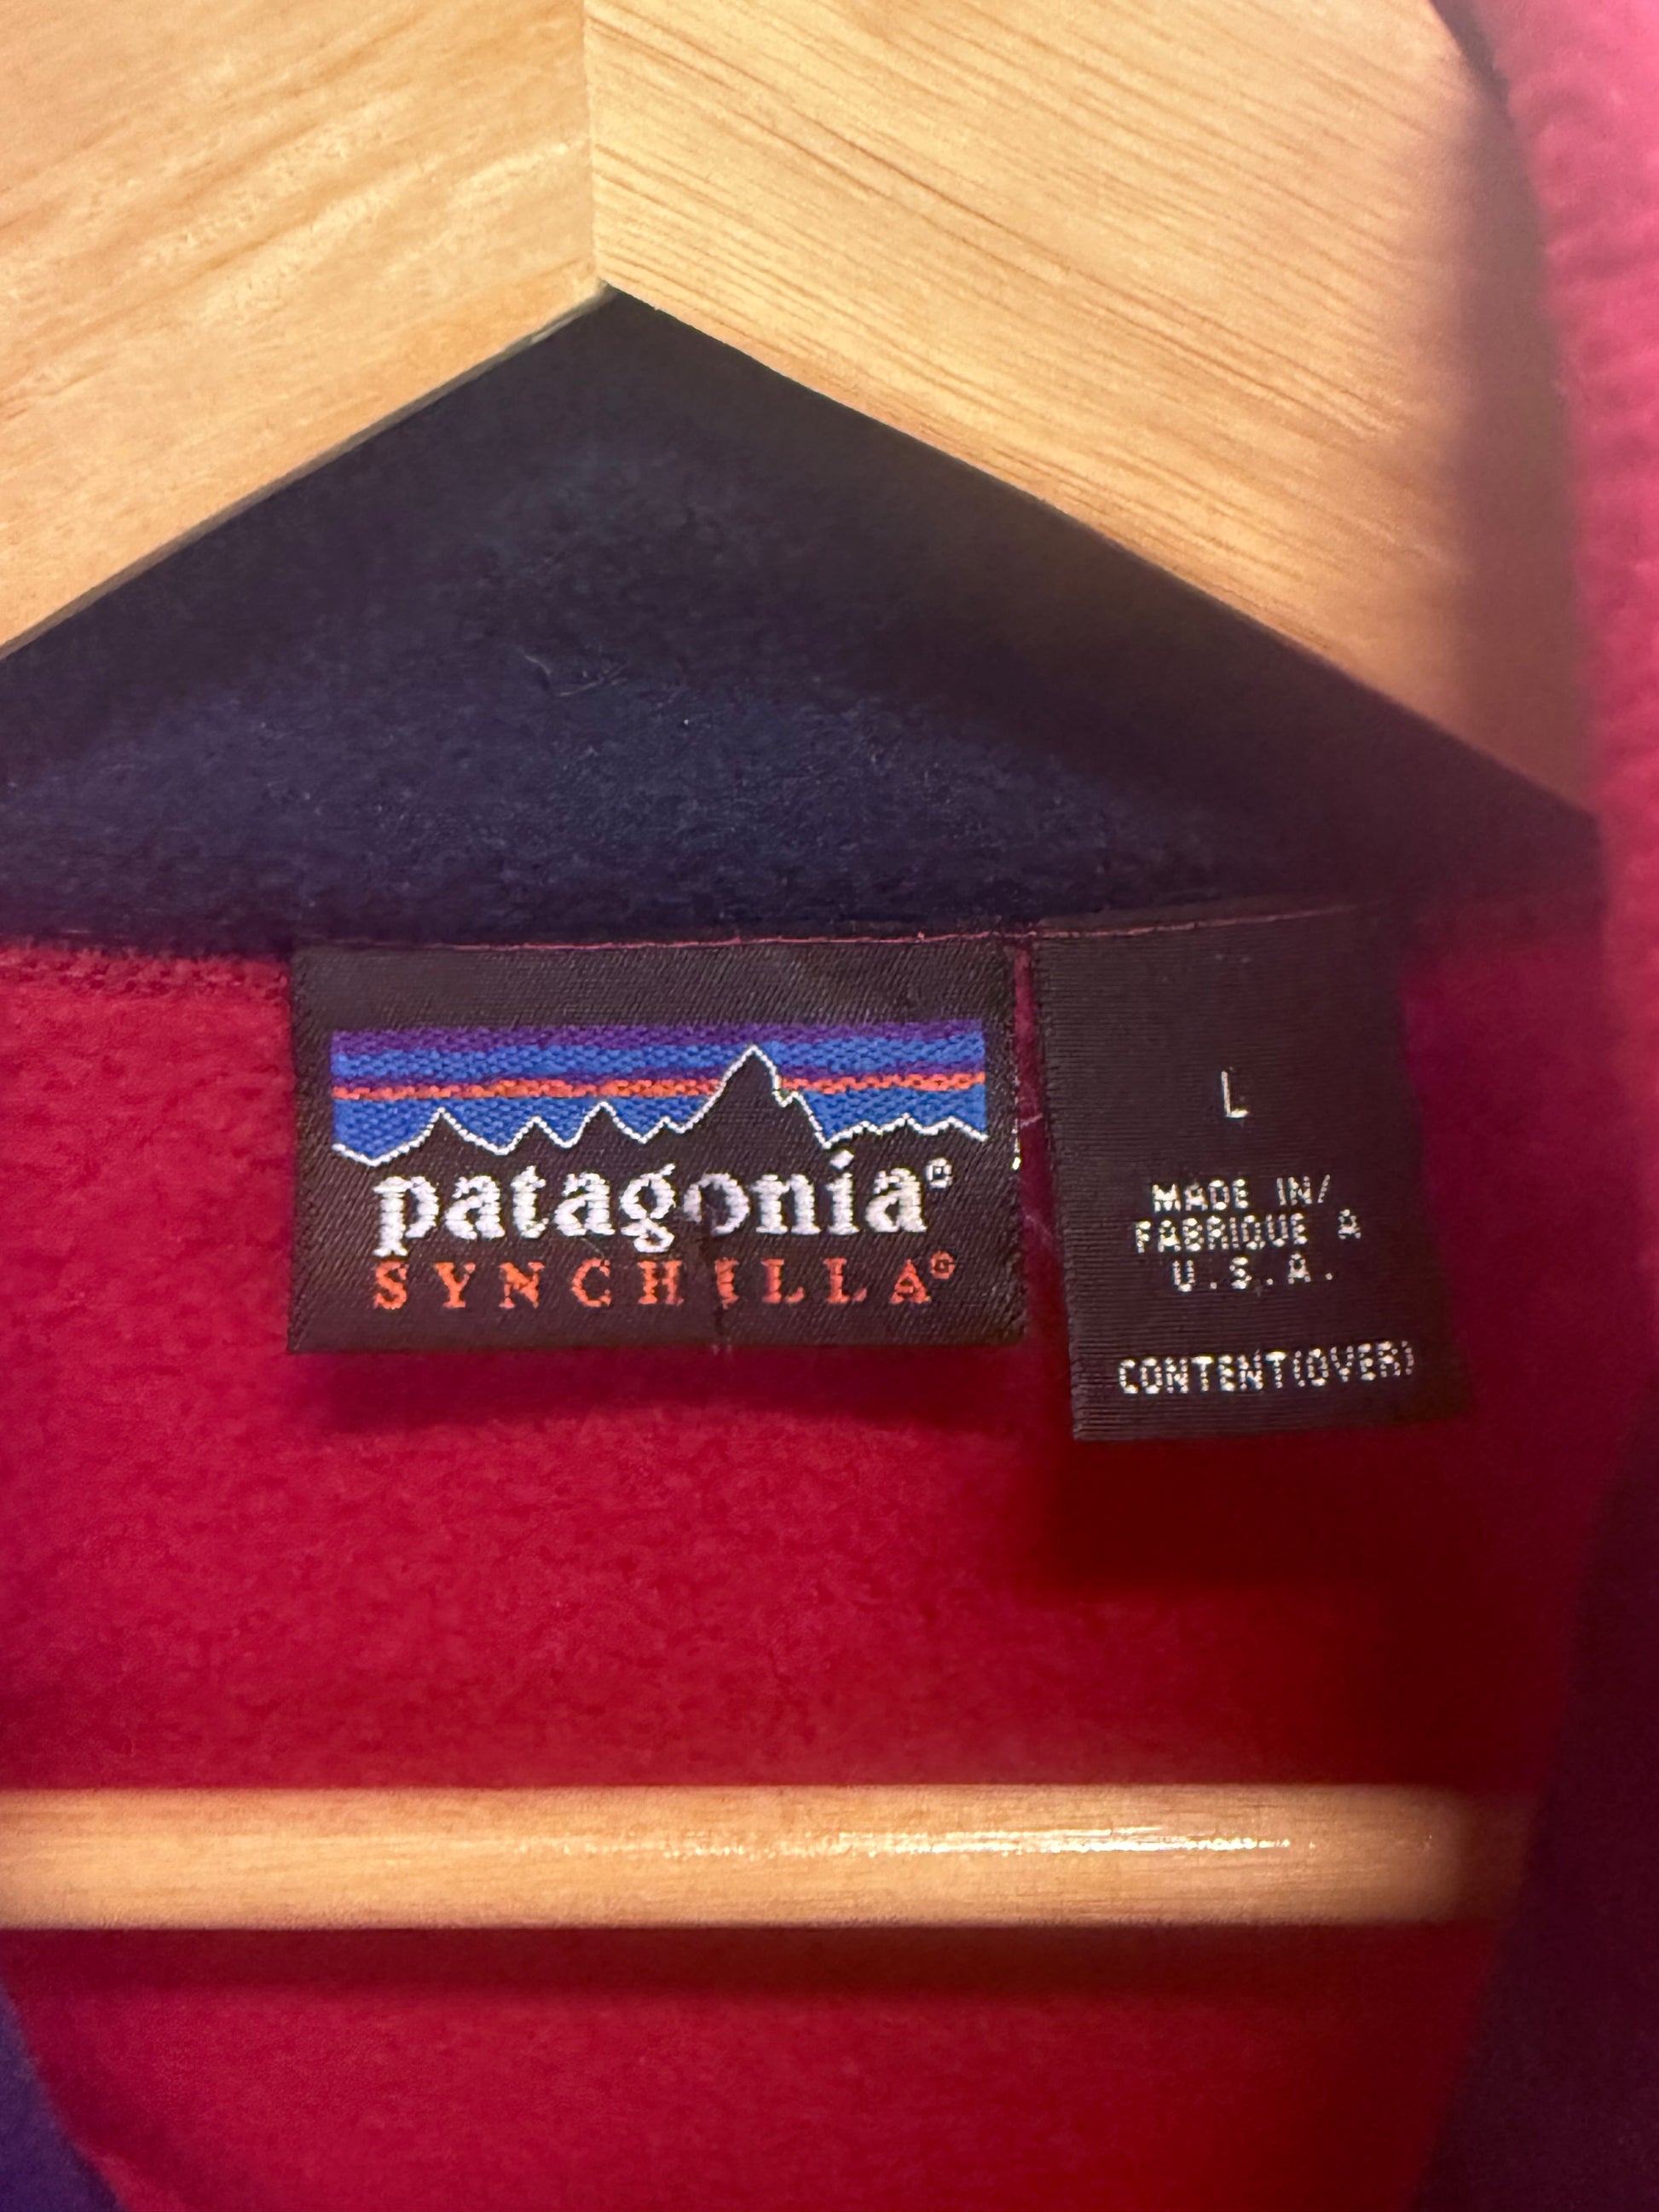 patagonia®
SYNCHILLA®
L
MADE IN/
FABRIQUE A
U.S.A.
CONTENT(OVER)